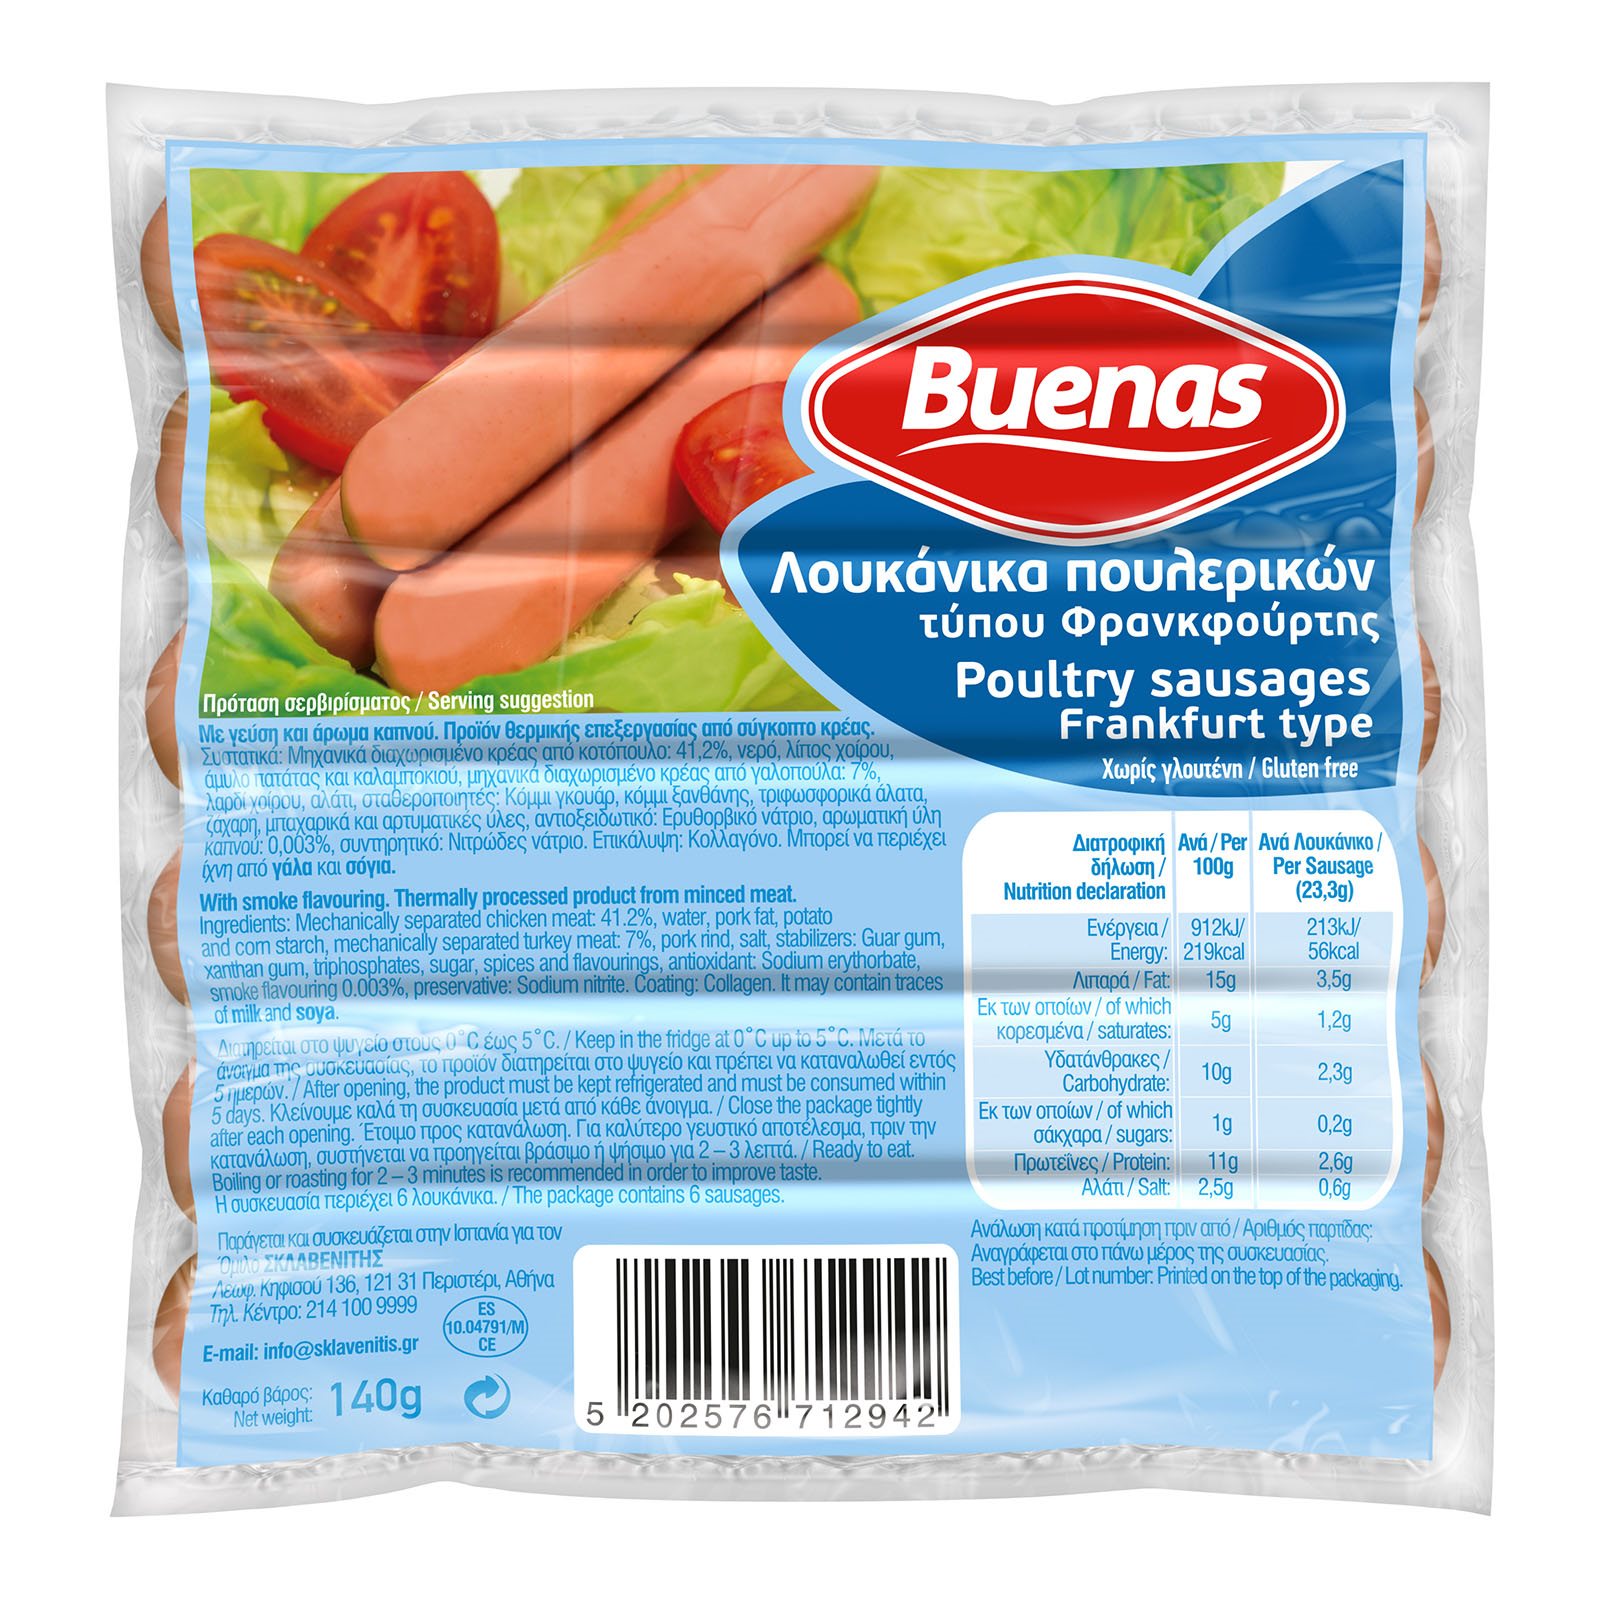 Buenas
Λουκάνικα πουλερικών
τύπου Φρανκφούρτης
Poultry sausages
Frankfurt type
Χωρίς γλουτένη / Gluten free
Πρόταση σερβιρίσματος / Serving suggestion
Με γεύση και άρωμα καπνού. Προϊόν θερμικής επεξεργασίας από σύγκοπτο κρέας.
Συστατικά: Μηχανικά διαχωρισμένο κρέας από κοτόπουλο: 41,2%, νερό, λίπος χοίρου,
άμυλο πατάτας και καλαμποκιού, μηχανικά διαχωρισμένο κρέας από γαλοπούλα: 7%,
λαρδί χοίρου, αλάτι, σταθεροποιητές: Κόμμι γκουάρ, κόμμι ξανθάνης, τριφωσφορικά άλατα,
ζάχαρη, μπαχαρικά και αρτυματικές ύλες, αντιοξειδωτικό: Ερυθορβικό νάτριο, αρωματική ύλη
καπνού: 0,003%, συντηρητικό: Νιτρώδες νάτριο. Επικάλυψη: Κολλαγόνο. Μπορεί να περιέχει
ίχνη από γάλα και σόγια.
With smoke flavouring. Thermally processed product from minced meat.
Ingredients: Mechanically separated chicken meat: 41.2%, water, pork fat, potato
and corn starch, mechanically separated turkey meat: 7%, pork rind, salt, stabilizers: Guar gum,
xanthan gum, triphosphates, sugar, spices and flavourings, antioxidant: Sodium erythorbate,
smoke flavouring 0.003%, preservative: Sodium nitrite. Coating: Collagen. It may contain traces
of milk and soya.
Διατηρείται στο ψυγείο στους 0°C έως 5°C. / Keep in the fridge at 0°C up to 5°C. Μετά το
άνοιγμα της συσκευασίας, το προϊόν διατηρείται στο ψυγείο και πρέπει να καταναλωθεί εντός
5 ημερών. / After opening, the product must be kept refrigerated and must be consumed within
5 days. Κλείνουμε καλά τη συσκευασία μετά από κάθε άνοιγμα. / Close the package tightly
after each opening. Έτοιμο προς κατανάλωση. Για καλύτερο γευστικό αποτέλεσμα, πριν την
κατανάλωση, συστήνεται να προηγείται βράσιμο ή ψήσιμο για 2 – 3 λεπτά. / Ready to eat.
Boiling or roasting for 2 – 3 minutes is recommended in order to improve taste.
Η συσκευασία περιέχει 6 λουκάνικα. / The package contains 6 sausages.
Διατροφική δήλωση / Nutrition declaration Ανά / Per 100g Ανά Λουκάνικο / Per Sausage (23,3g)
Ενέργεια / Energy: 912kJ/ 219kcal 213kJ/ 56kcal
Λιπαρά / Fat: 15g 3,5g
Εκ των οποίων / of which κορεσμένα / saturates: 5g 1,2g
Υδατάνθρακες / Carbohydrate: 10g 2,3g
Εκ των οποίων / of which σάκχαρα / sugars: 1g 0,2g
Πρωτεΐνες / Protein: 11g 2,6g
Αλάτι / Salt: 2,5g 0,6g
Ανάλωση κατά προτίμηση πριν από / Αριθμός παρτίδας:
Αναγράφεται στο πάνω μέρος της συσκευασίας.
Best before / Lot number: Printed on the top of the packaging.
Παράγεται και συσκευάζεται στην Ισπανία για τον
Όμιλο ΣΚΛΑΒΕΝΙΤΗΣ
Λεωφ. Κηφισού 136, 121 31 Περιστέρι, Αθήνα
Τηλ. Κέντρο: 214 100 9999
E-mail: info@sklavenitis.gr
ES
10.04791/M
CE
Καθαρό βάρος:
Net weight: 140g
5 202576 712942